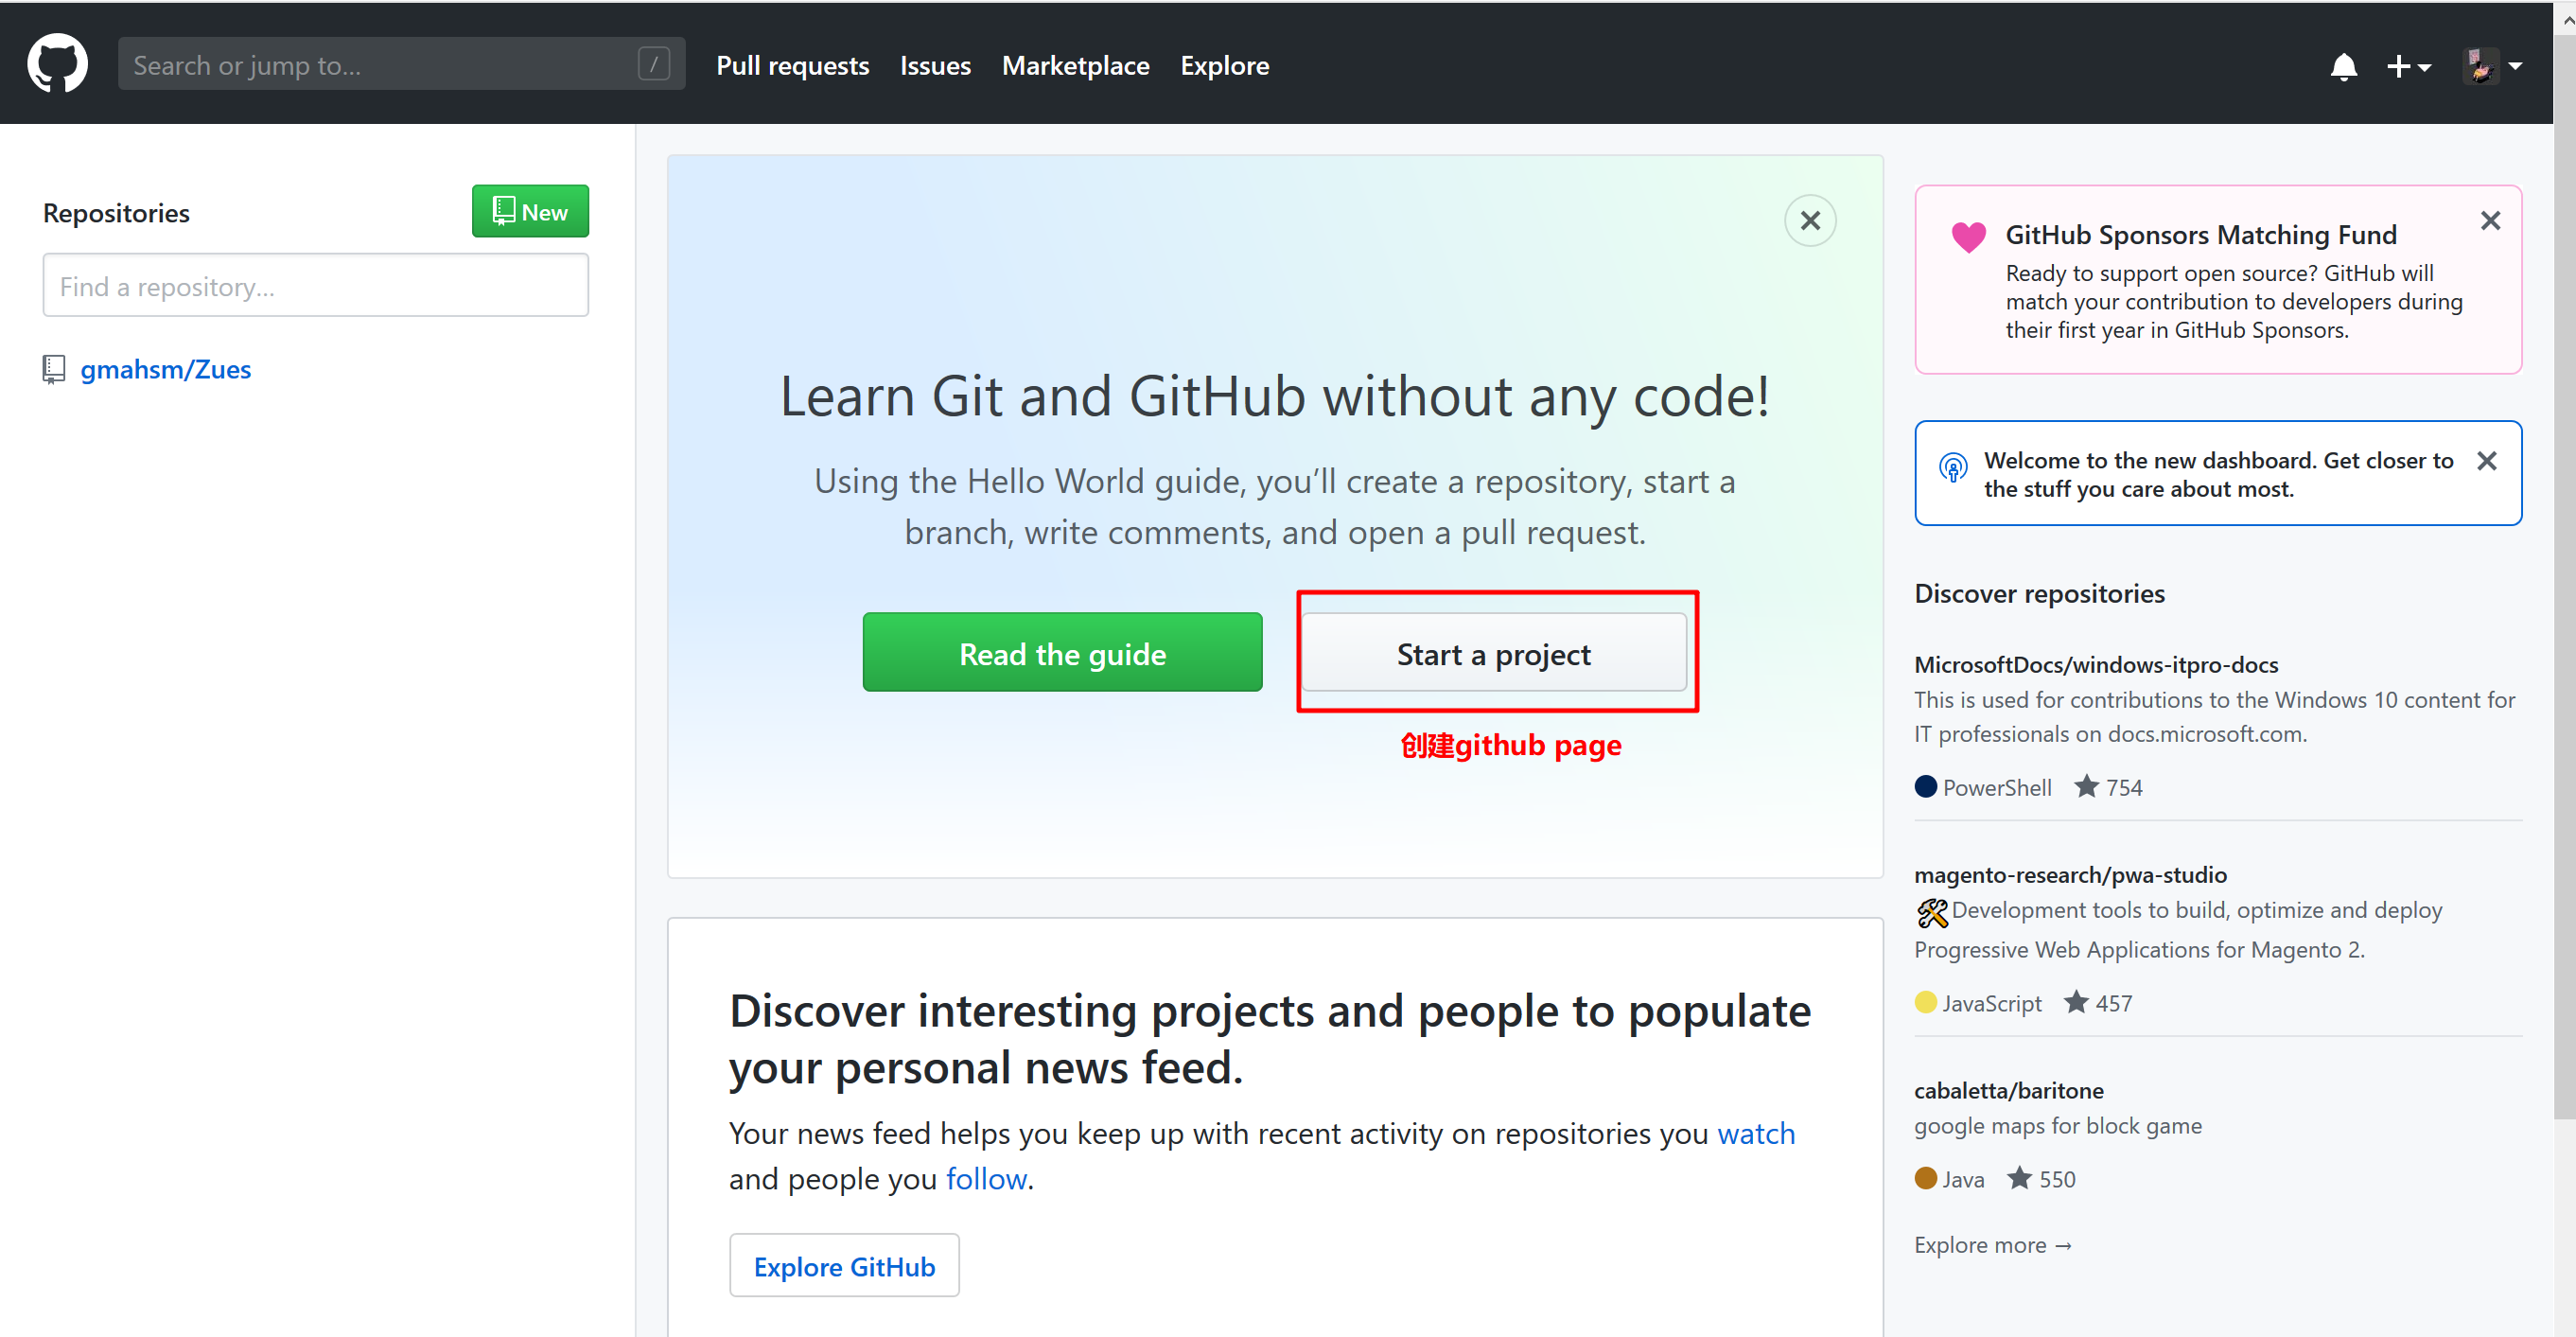 Search or jump to...
/
Pull requests
Issues
Marketplace
Explore
Repositories
New
Find a repository...
gmahsm/Zues
Learn Git and GitHub without any code!
Using the Hello World guide, you’ll create a repository, start a
branch, write comments, and open a pull request.
Read the guide
Start a project
创建github page
Discover interesting projects and people to populate
your personal news feed.
Your news feed helps you keep up with recent activity on repositories you watch
and people you follow.
Explore GitHub
GitHub Sponsors Matching Fund
Ready to support open source? GitHub will
match your contribution to developers during
their first year in GitHub Sponsors.
Welcome to the new dashboard. Get closer to
the stuff you care about most.
Discover repositories
MicrosoftDocs/windows-itpro-docs
This is used for contributions to the Windows 10 content for
IT professionals on docs.microsoft.com.
PowerShell ★ 754
magento-research/pwa-studio
🛠Development tools to build, optimize and deploy
Progressive Web Applications for Magento 2.
JavaScript ★ 457
cabaletta/baritone
google maps for block game
Java ★ 550
Explore more →